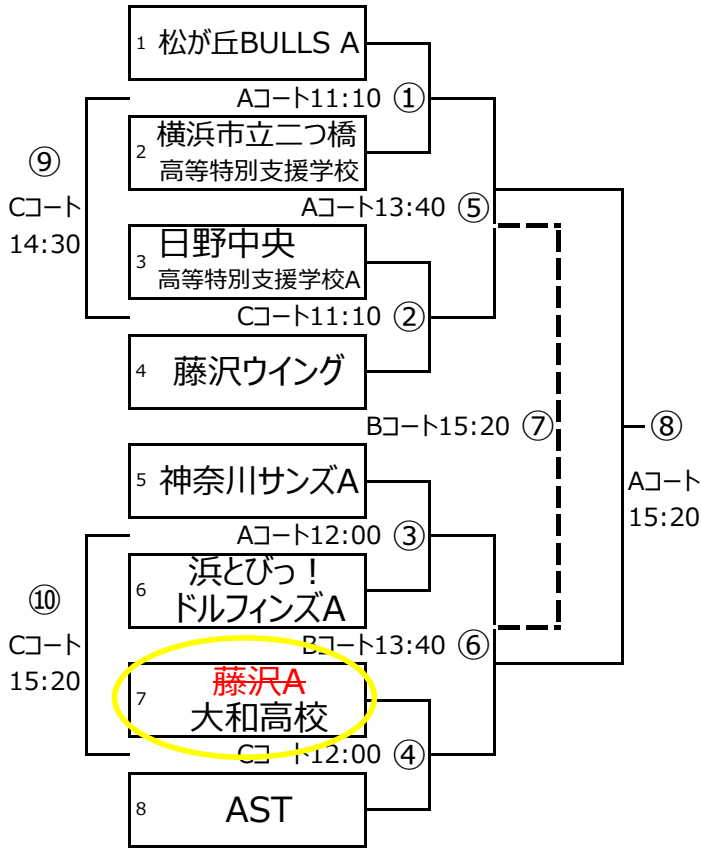 1 松が丘BULLS A
Aコート11:10 ①
2 横浜市立二つ橋
高等特別支援学校
⑨
Cコート
14:30
Aコート13:40 ⑤
3 日野中央
高等特別支援学校A
Cコート11:10 ②
4 藤沢ウイング
Bコート15:20 ⑦
⑧
Aコート
15:20
5 神奈川サンズA
Aコート12:00 ③
6 浜とびっ！
ドルフィンズA
⑩
Cコート
15:20
Bコート13:40 ⑥
7 藤沢A
大和高校
Cコート12:00 ④
8 AST